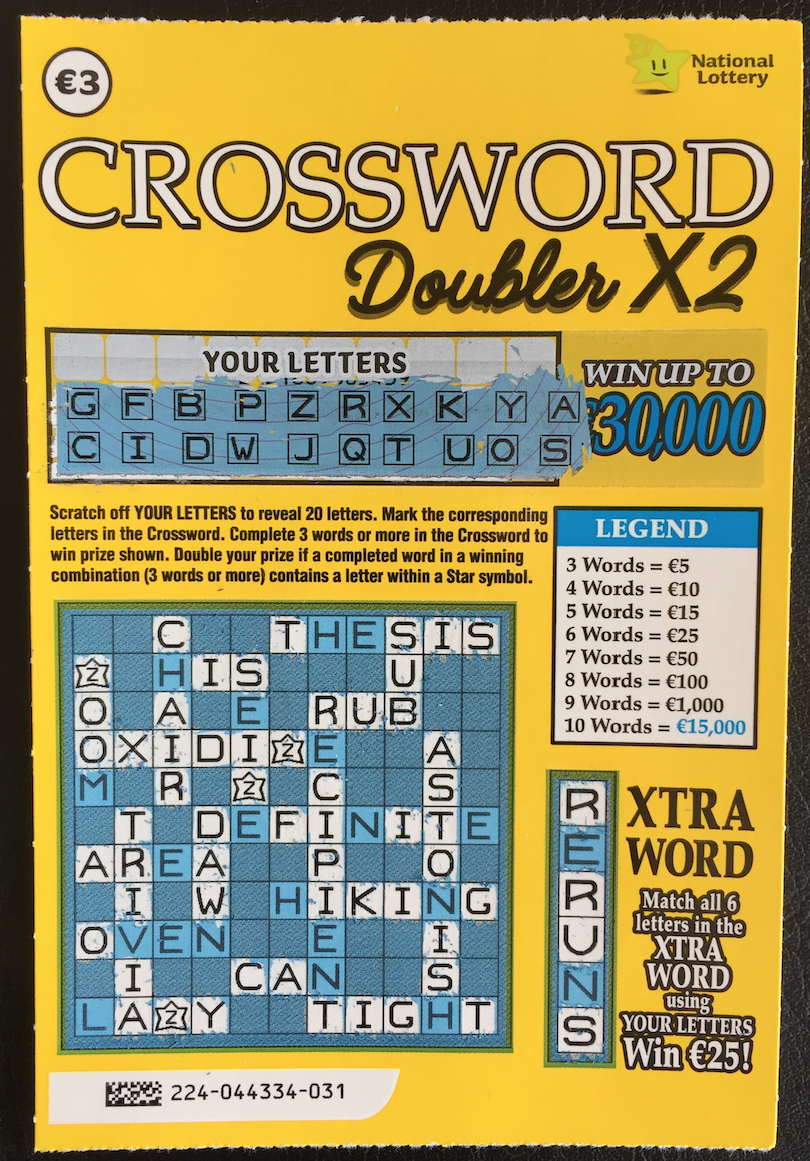 €3
National
Lottery
CROSSWORD
Doubler X2
YOUR LETTERS
G F B P Z R X K Y A
C I D W J Q T U O S
WIN UP TO
€30,000
Scratch off YOUR LETTERS to reveal 20 letters. Mark the corresponding
letters in the Crossword. Complete 3 words or more in the Crossword to
win prize shown. Double your prize if a completed word in a winning
combination (3 words or more) contains a letter within a Star symbol.
LEGEND
3 Words = €5
4 Words = €10
5 Words = €15
6 Words = €25
7 Words = €50
8 Words = €100
9 Words = €1,000
10 Words = €15,000
C THESIS
Z HIS U
O A E RUB
OXIDIZE A
M R Z C S
T DEFINITE
AREA P O
I W HIKING
OVEN E I
I CAN N S
LAZY TIGHT
R
E
R
U
N
S
XTRA
WORD
Match all 6
letters in the
XTRA
WORD
using
YOUR LETTERS
Win €25!
224-044334-031